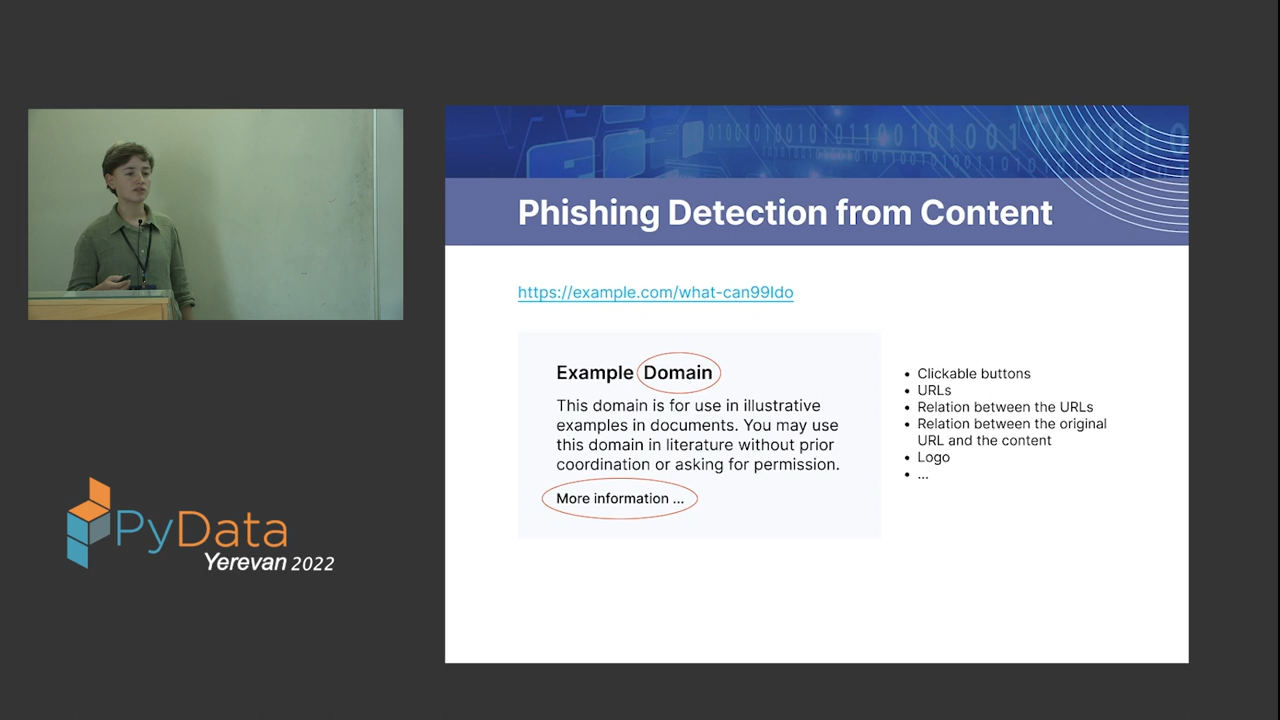 Phishing Detection from Content
https://example.com/what-can99Ido
Example Domain
This domain is for use in illustrative
examples in documents. You may use
this domain in literature without prior
coordination or asking for permission.
More information ...
• Clickable buttons
• URLs
• Relation between the URLs
• Relation between the original
URL and the content
• Logo
• ...
PyData
Yerevan 2022